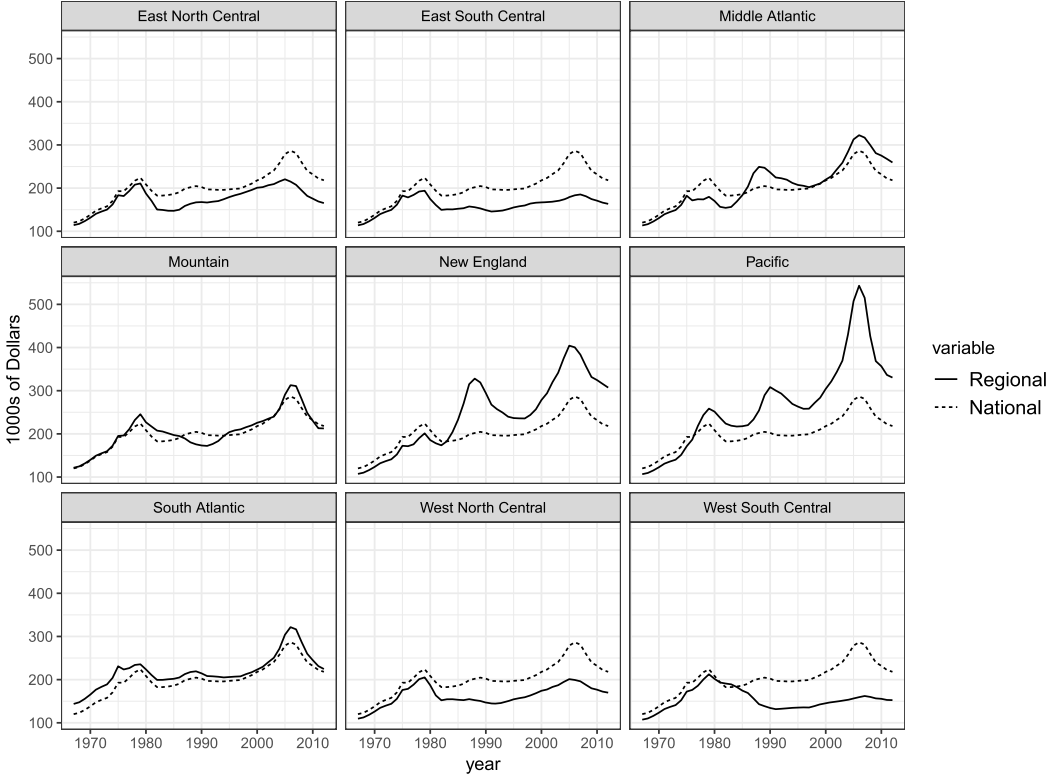 East North Central
East South Central
Middle Atlantic
500
400
300
200
100
Mountain
New England
Pacific
500
400
300
200
100
South Atlantic
West North Central
West South Central
500
400
300
200
100
1970 1980 1990 2000 2010 1970 1980 1990 2000 2010 1970 1980 1990 2000 2010
year
1000s of Dollars
variable
Regional
National